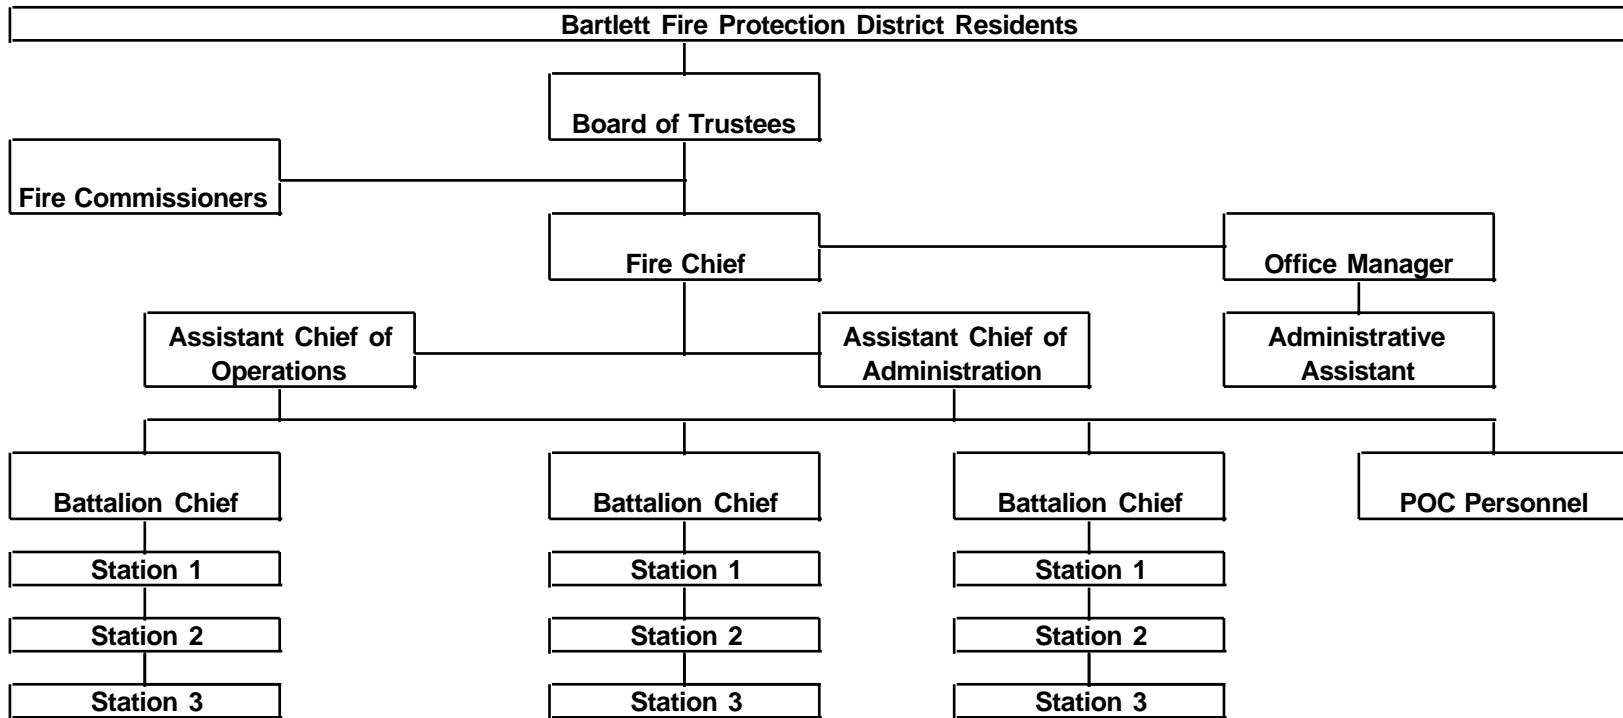 Bartlett Fire Protection District Residents
Board of Trustees
Fire Commissioners
Fire Chief
Office Manager
Assistant Chief of
Operations
Assistant Chief of
Administration
Administrative
Assistant
Battalion Chief
Battalion Chief
Battalion Chief
POC Personnel
Station 1
Station 1
Station 1
Station 2
Station 2
Station 2
Station 3
Station 3
Station 3